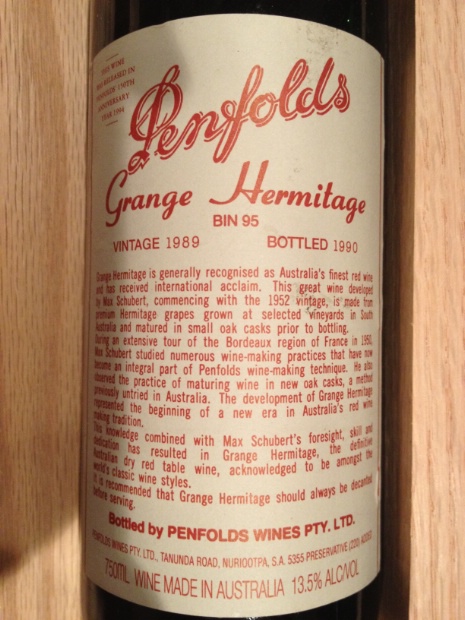 THIS WINE
WAS RELEASED IN
PENFOLDS' 150TH
ANNIVERSARY
YEAR 1994
Penfolds
Grange Hermitage
BIN 95
VINTAGE 1989 BOTTLED 1990
Grange Hermitage is generally recognised as Australia's finest red wine
and has received international acclaim. This great wine developed
by Max Schubert, commencing with the 1952 vintage, is made from
premium Hermitage grapes grown at selected vineyards in South
Australia and matured in small oak casks prior to bottling.
During an extensive tour of the Bordeaux region of France in 1950,
Max Schubert studied numerous wine-making practices that have now
become an integral part of Penfolds wine-making technique. He also
observed the practice of maturing wine in new oak casks, a method
previously untried in Australia. The development of Grange Hermitage
represented the beginning of a new era in Australia's red wine
making tradition.
This knowledge combined with Max Schubert's foresight, skill and
dedication has resulted in Grange Hermitage, the definitive
Australian dry red table wine, acknowledged to be amongst the
world's classic wine styles.
It is recommended that Grange Hermitage should always be decanted
before serving.
Bottled by PENFOLDS WINES PTY. LTD.
PENFOLDS WINES PTY. LTD., TANUNDA ROAD, NURIOOTPA, S.A. 5355 PRESERVATIVE (220) ADDED
750ML WINE MADE IN AUSTRALIA 13.5% ALC/VOL